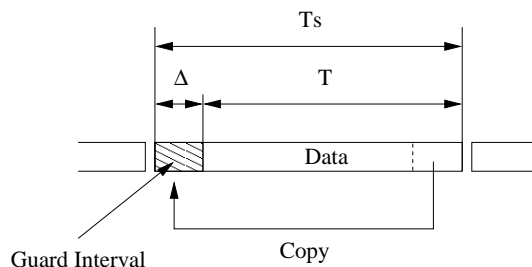 Ts
Δ
T
Data
Copy
Guard Interval